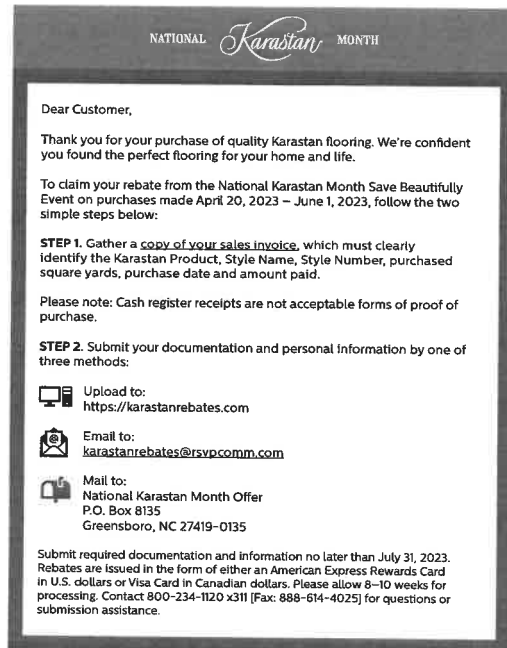 NATIONAL Karastan MONTH
Dear Customer,
Thank you for your purchase of quality Karastan flooring. We're confident
you found the perfect flooring for your home and life.
To claim your rebate from the National Karastan Month Save Beautifully
Event on purchases made April 20, 2023 – June 1, 2023, follow the two
simple steps below:
STEP 1. Gather a copy of your sales invoice, which must clearly
identify the Karastan Product, Style Name, Style Number, purchased
square yards, purchase date and amount paid.
Please note: Cash register receipts are not acceptable forms of proof of
purchase.
STEP 2. Submit your documentation and personal information by one of
three methods:
Upload to:
https://karastanrebates.com
@
Email to:
karastanrebates@rsvpcomm.com
Mail to:
National Karastan Month Offer
P.O. Box 8135
Greensboro, NC 27419-0135
Submit required documentation and information no later than July 31, 2023.
Rebates are issued in the form of either an American Express Rewards Card
in U.S. dollars or Visa Card in Canadian dollars. Please allow 8–10 weeks for
processing. Contact 800-234-1120 x311 [Fax: 888-614-4025] for questions or
submission assistance.